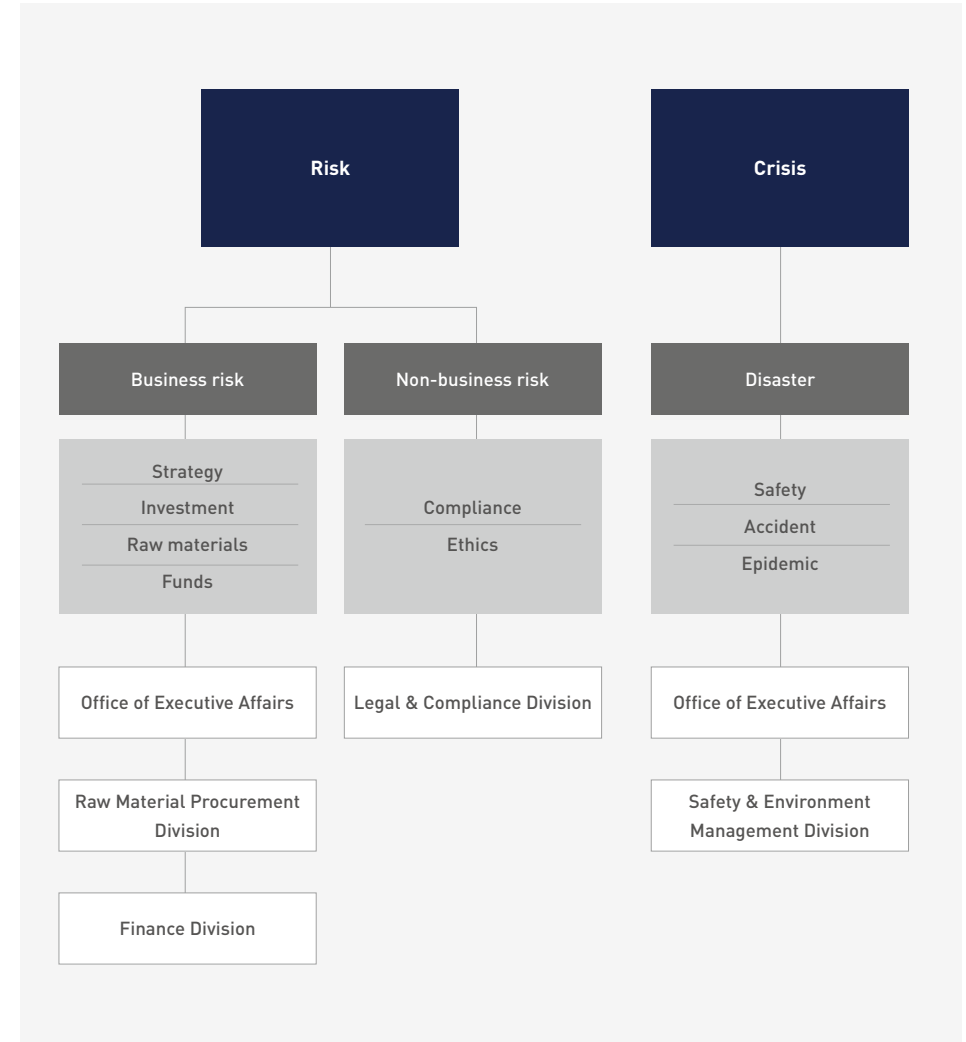 Risk
Crisis
Business risk
Non-business risk
Disaster
Strategy
Investment
Raw materials
Funds
Compliance
Ethics
Safety
Accident
Epidemic
Office of Executive Affairs
Legal & Compliance Division
Office of Executive Affairs
Raw Material Procurement
Division
Safety & Environment
Management Division
Finance Division